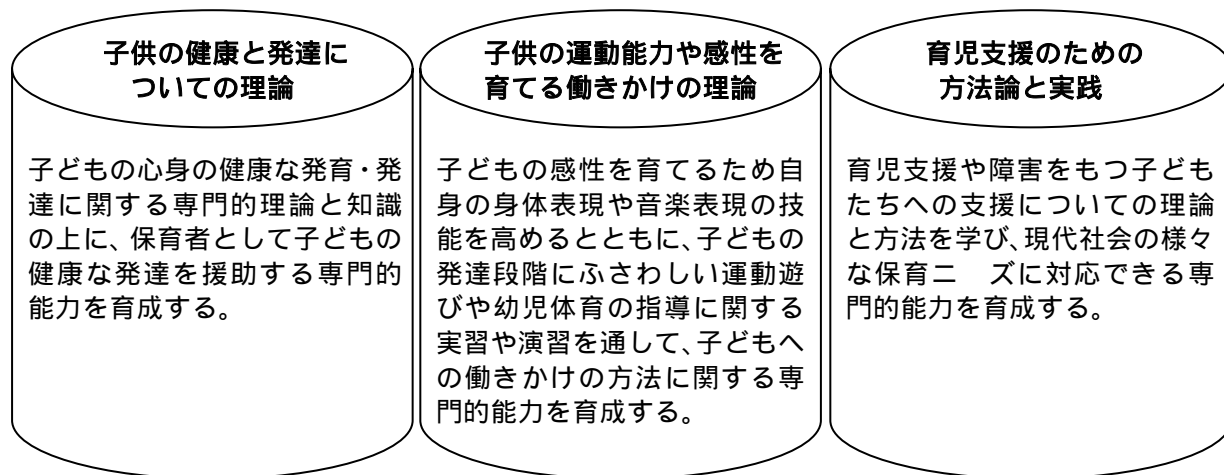 子供の健康と発達に
ついての理論
子どもの心身の健康な発育・発
達に関する専門的理論と知識
の上に、保育者として子どもの
健康な発達を援助する専門的
能力を育成する。
子供の運動能力や感性を
育てる働きかけの理論
子どもの感性を育てるため自
身の身体表現や音楽表現の技
能を高めるとともに、子どもの
発達段階にふさわしい運動遊
びや幼児体育の指導に関する
実習や演習を通して、子どもへ
の働きかけの方法に関する専
門的能力を育成する。
育児支援のための
方法論と実践
育児支援や障害をもつ子ども
たちへの支援についての理論
と方法を学び、現代社会の様々
な保育ニ　ズに対応できる専
門的能力を育成する。